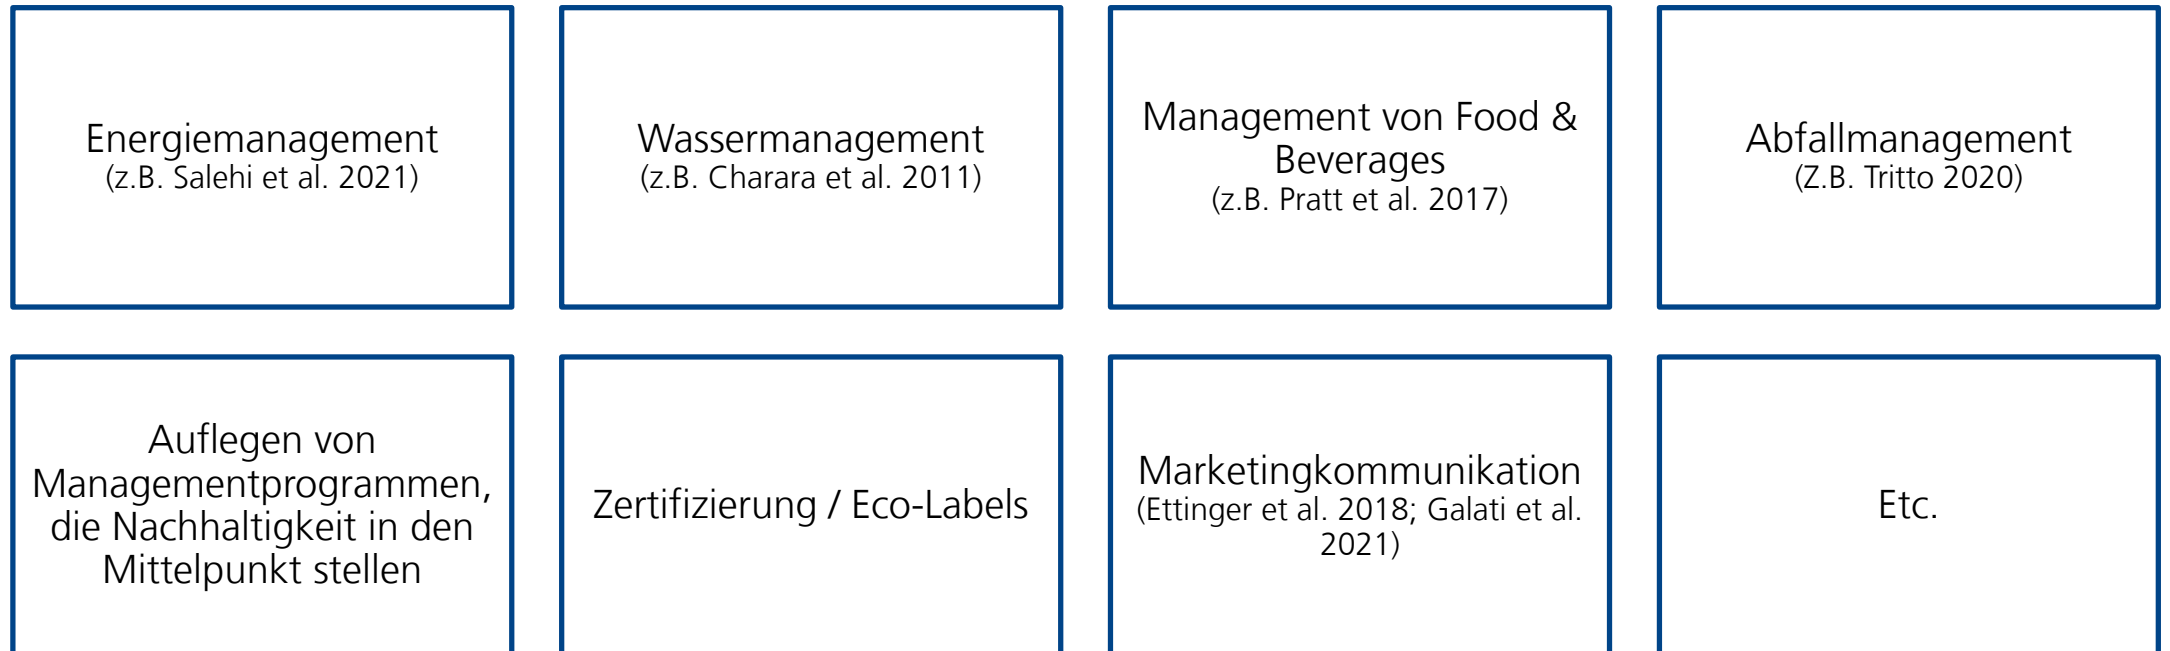 Energiemanagement
(z.B. Salehi et al. 2021)
Wassermanagement
(z.B. Charara et al. 2011)
Management von Food &
Beverages
(z.B. Pratt et al. 2017)
Abfallmanagement
(Z.B. Tritto 2020)
Auflegen von
Managementprogrammen,
die Nachhaltigkeit in den
Mittelpunkt stellen
Zertifizierung / Eco-Labels
Marketingkommunikation
(Ettinger et al. 2018; Galati et al.
2021)
Etc.